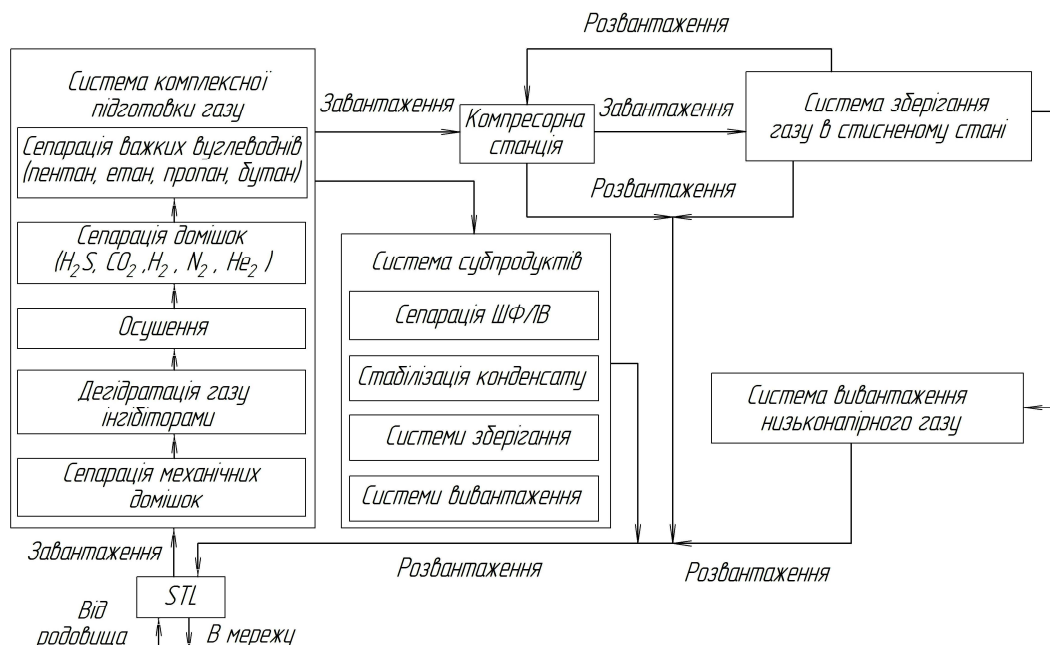 Розвантаження
Система комплексної
підготовки газу
Завантаження
Компресорна
станція
Завантаження
Система зберігання
газу в стисненому стані
Сепарація важких вуглеводнів
(пентан, етан, пропан, бутан)
Розвантаження
Сепарація домішок
(H₂S, CO₂ ,H₂ , N₂ , He₂ )
Система субпродуктів
Сепарація ШФЛВ
Осушення
Стабілізація конденсату
Дегідратація газу
інгібіторами
Система вивантаження
низьконапірного газу
Системи зберігання
Сепарація механічних
домішок
Системи вивантаження
Завантаження
Розвантаження
Розвантаження
STL
Від
родовища
В мережу